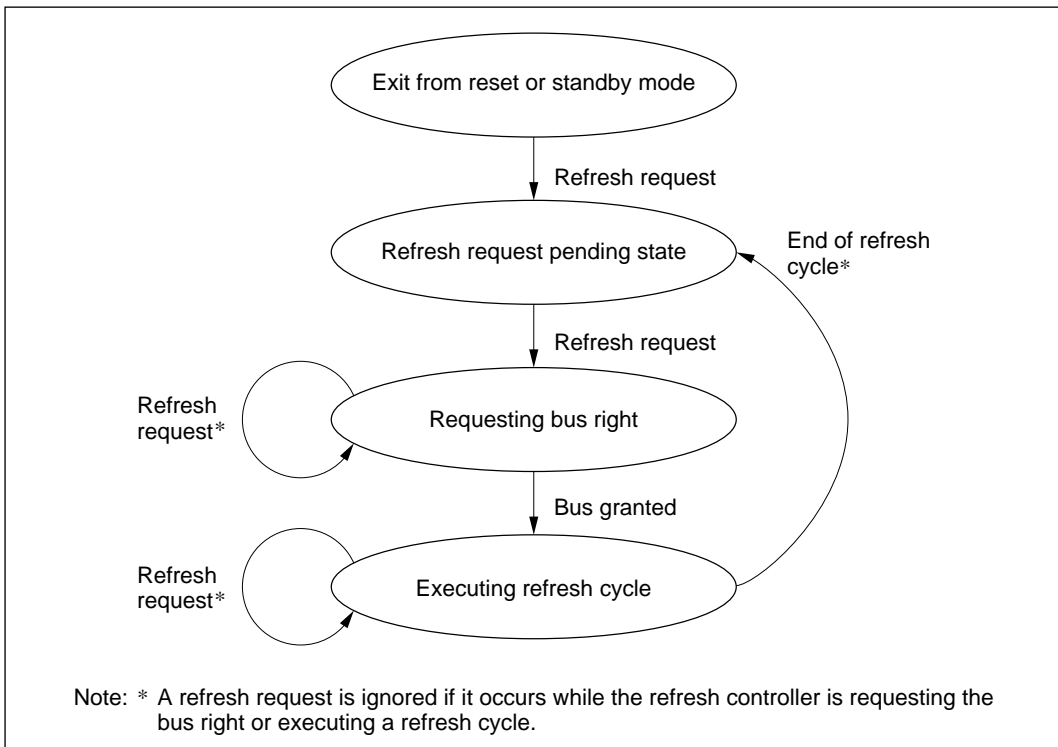 Exit from reset or standby mode
Refresh request
Refresh request pending state
End of refresh
cycle*
Refresh request
Refresh
request*
Requesting bus right
Bus granted
Refresh
request*
Executing refresh cycle
Note: * A refresh request is ignored if it occurs while the refresh controller is requesting the
bus right or executing a refresh cycle.